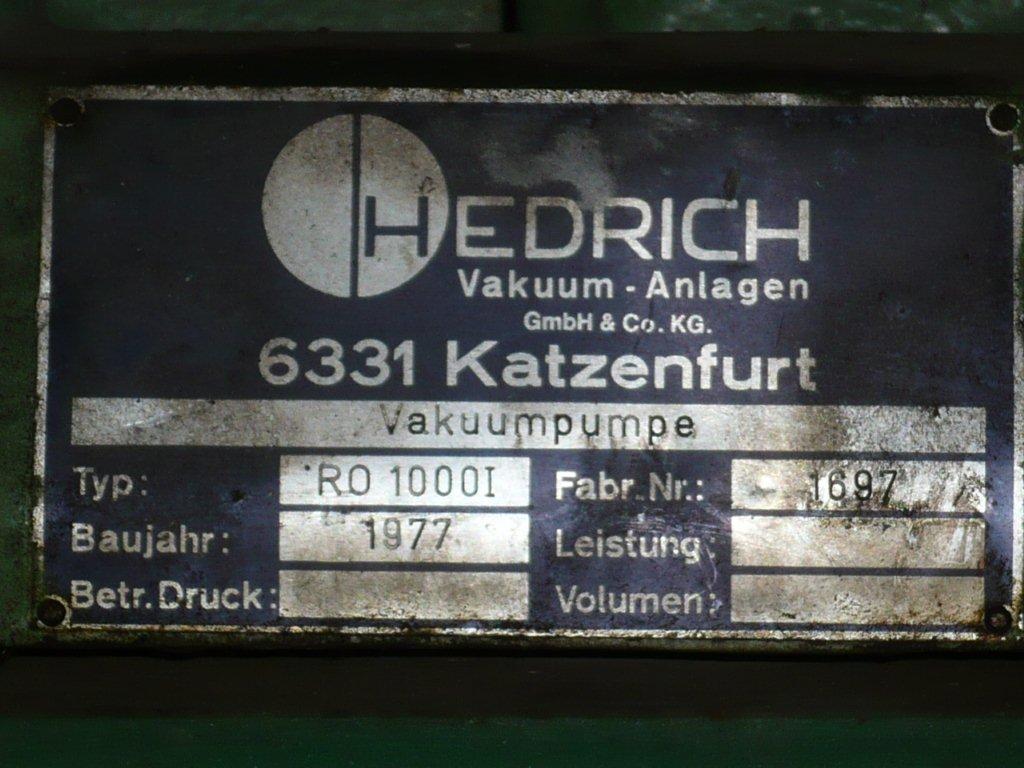 HEDRICH
Vakuum - Anlagen
GmbH & Co. KG.
6331 Katzenfurt
Vakuumpumpe
Typ: RO 1000I Fabr. Nr.: 1697
Baujahr: 1977 Leistung:
Betr. Druck: Volumen: